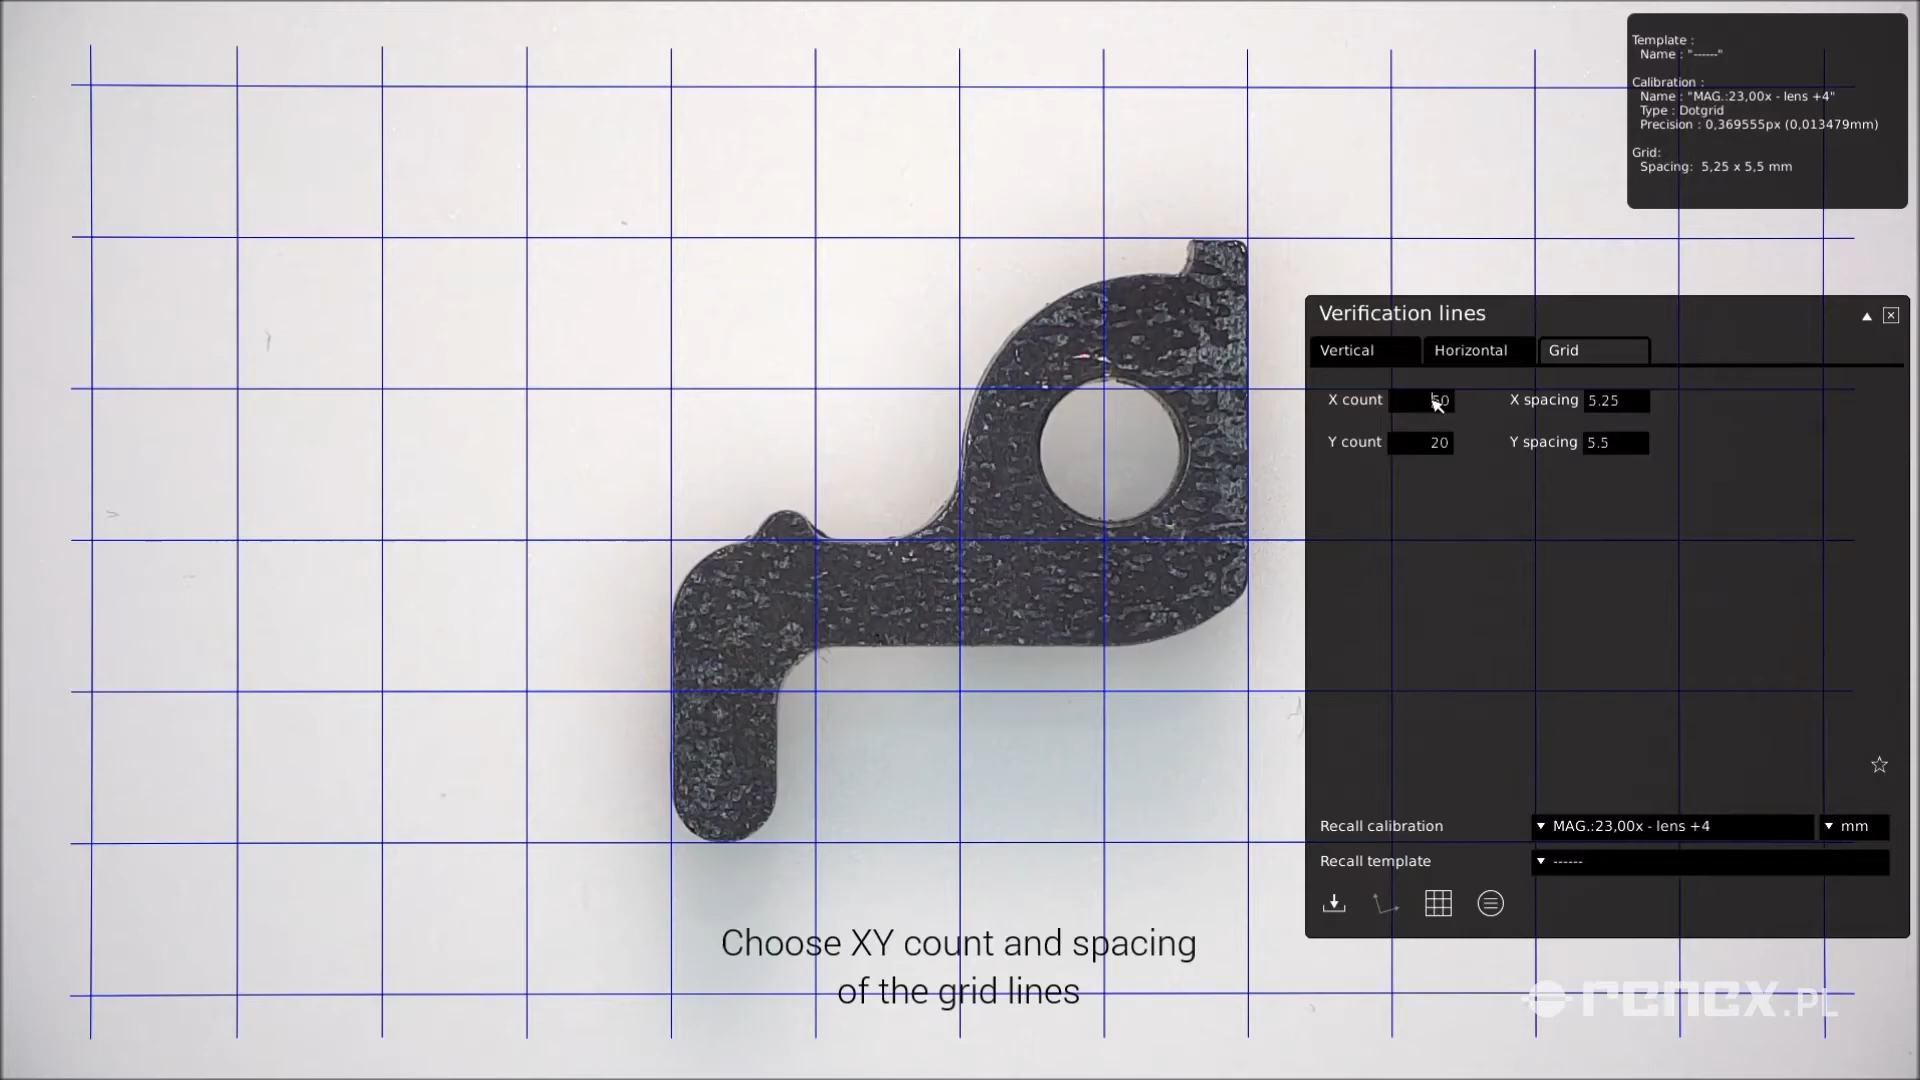 Template :
Name : "------"
Calibration :
Name : "MAG.:23,00x - lens +4"
Type : Dotgrid
Precision : 0,369555px (0,013479mm)
Grid:
Spacing: 5,25 x 5,5 mm
Verification lines
Vertical Horizontal Grid
X count 50 X spacing 5.25
Y count 20 Y spacing 5.5
Recall calibration MAG.:23,00x - lens +4 mm
Recall template ------
Choose XY count and spacing
of the grid lines
renex.PL